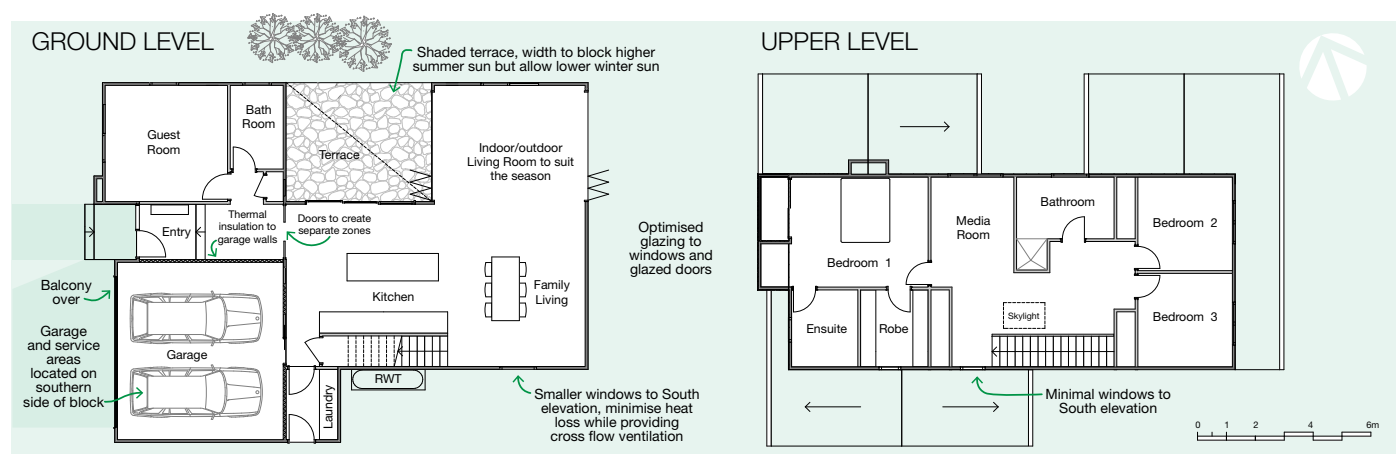 GROUND LEVEL
Shaded terrace, width to block higher
summer sun but allow lower winter sun
Guest
Room
Bath
Room
Terrace
Indoor/outdoor
Living Room to suit
the season
Entry
Thermal
insulation to
garage walls
Doors to create
separate zones
Optimised
glazing to
windows and
glazed doors
Balcony
over
Kitchen
Family
Living
Garage
and service
areas
located on
southern
side of block
Garage
RWT
Laundry
Smaller windows to South
elevation, minimise heat
loss while providing
cross flow ventilation
UPPER LEVEL
Bedroom 1
Media
Room
Bathroom
Bedroom 2
Ensuite
Robe
Skylight
Bedroom 3
Minimal windows to
South elevation
0 1 2 4 6m